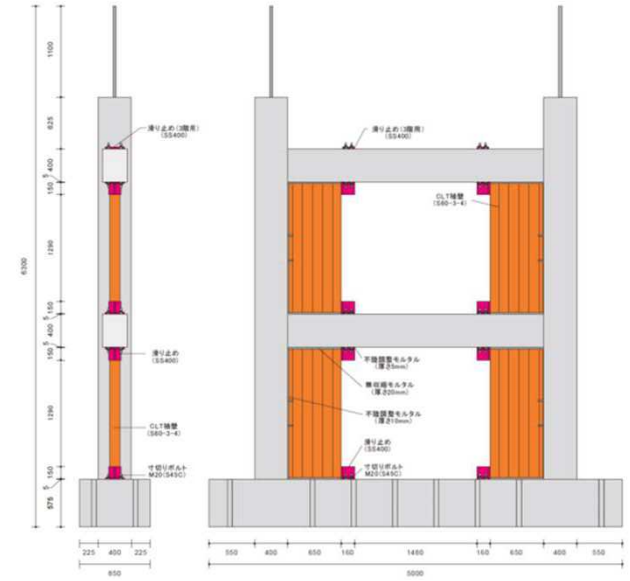 1100
825
5 400
150
1290
150
5 400
150
1290
150
5
575
6300
滑り止め(3階用)
(SS400)
滑り止め
(SS400)
CLT袖壁
(S60-3-4)
寸切りボルト
M20(S45C)
225 400 225
850
滑り止め(3階用)
(SS400)
CLT袖壁
(S60-3-4)
不陸調整モルタル
(厚さ5mm)
無収縮モルタル
(厚さ20mm)
不陸調整モルタル
(厚さ10mm)
滑り止め
(SS400)
寸切りボルト
M20(S45C)
550 400 650 160 1480 160 650 400 550
5000